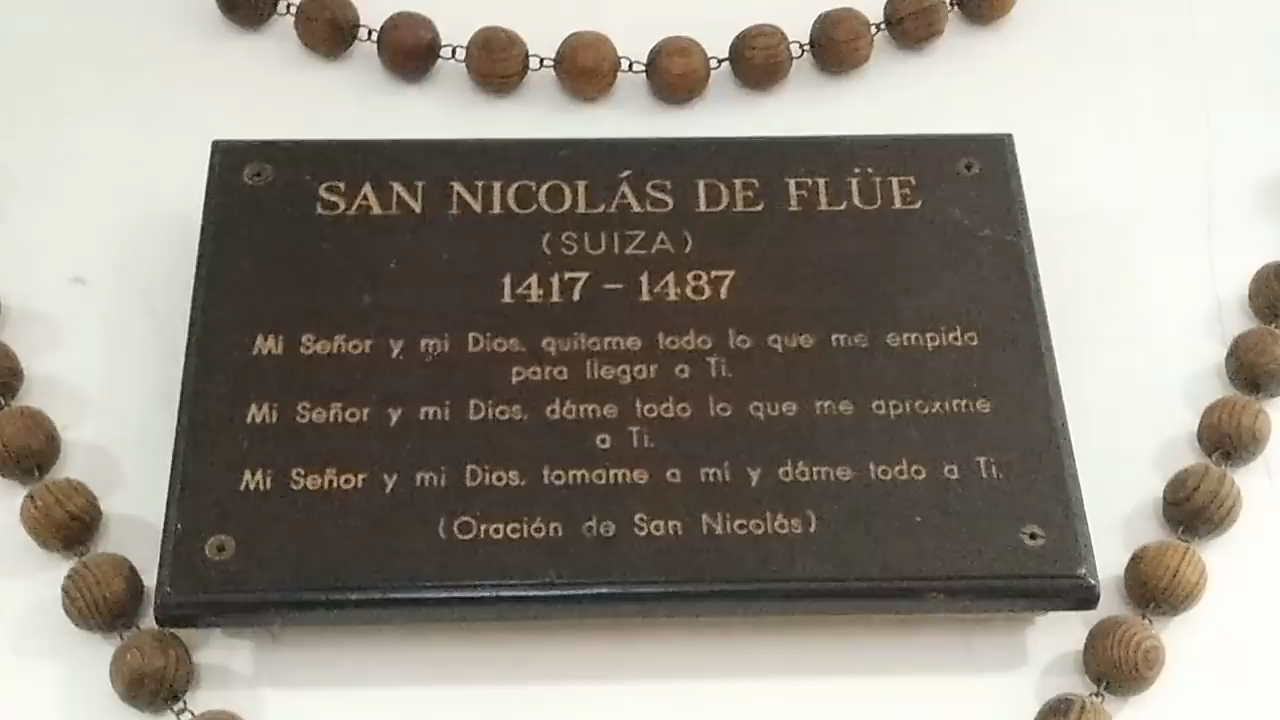 SAN NICOLÁS DE FLÜE
(SUIZA)
1417 - 1487
Mi Señor y mi Dios, quitame todo lo que me empida
para llegar a Ti.
Mi Señor y mi Dios, dáme todo lo que me aproxime
a Ti.
Mi Señor y mi Dios, tomame a mí y dáme todo a Ti.
(Oración de San Nicolás)